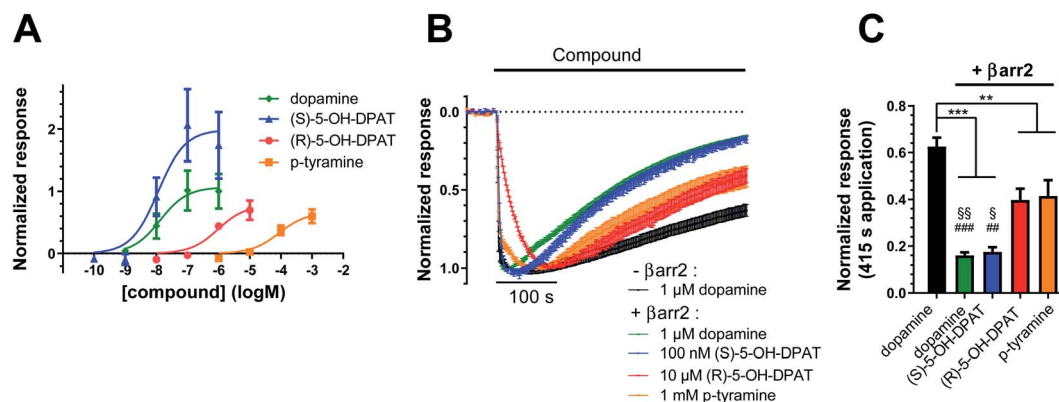 A
Normalized response
2
1
0
-10 -9 -8 -7 -6 -5 -4 -3 -2
[compound] (logM)
dopamine
(S)-5-OH-DPAT
(R)-5-OH-DPAT
p-tyramine
B
Compound
Normalized response
0.0
0.5
1.0
100 s
- βarr2 :
1 µM dopamine
+ βarr2 :
1 µM dopamine
100 nM (S)-5-OH-DPAT
10 µM (R)-5-OH-DPAT
1 mM p-tyramine
C
+ βarr2
Normalized response
(415 s application)
0.8
0.6
0.4
0.2
0.0
**
***
§§
###
§
##
dopamine
dopamine
(S)-5-OH-DPAT
(R)-5-OH-DPAT
p-tyramine